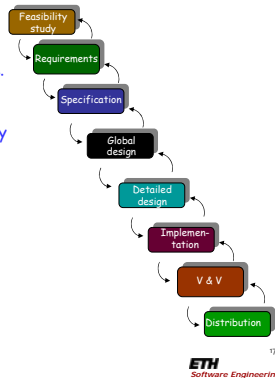 Feasibility
study
Requirements
Specification
Global
design
Detailed
design
Implemen-
tation
V & V
Distribution
ETH
Software Engineering